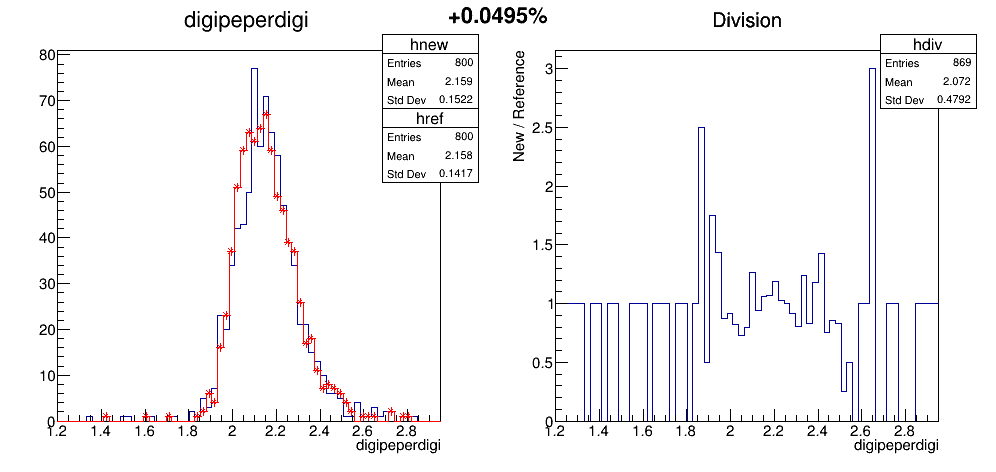 +0.0495%
digipeperdigi
hnew
Entries 800
Mean 2.159
Std Dev 0.1522
href
Entries 800
Mean 2.158
Std Dev 0.1417
80
70
60
50
40
30
20
10
0
1.2 1.4 1.6 1.8 2 2.2 2.4 2.6 2.8
digipeperdigi
Division
hdiv
Entries 869
Mean 2.072
Std Dev 0.4792
New / Reference
3
2.5
2
1.5
1
0.5
0
1.2 1.4 1.6 1.8 2 2.2 2.4 2.6 2.8
digipeperdigi